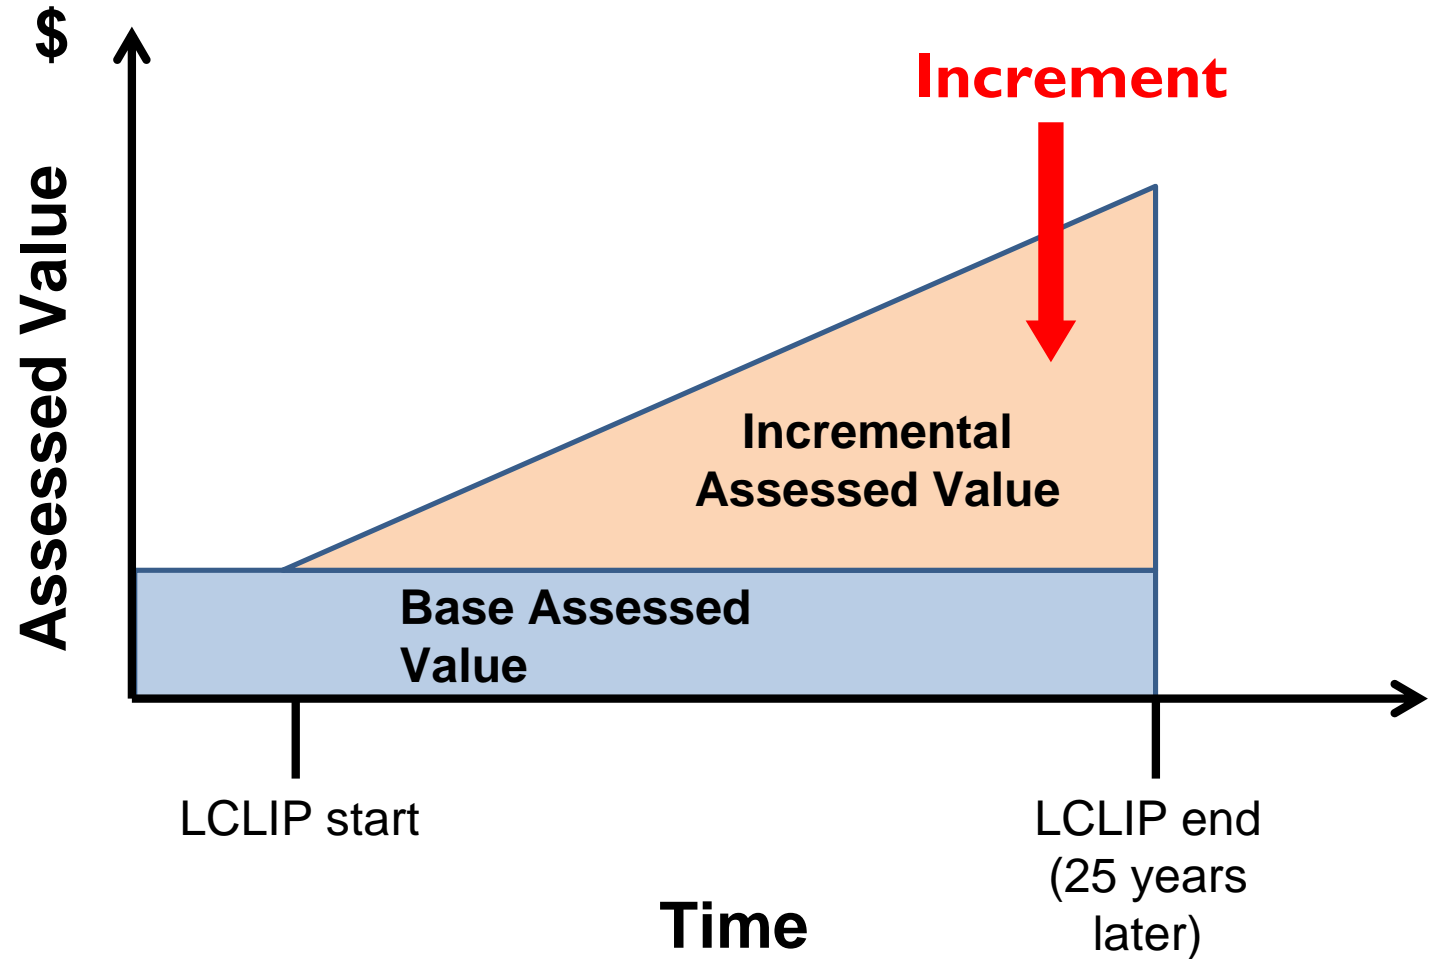 $
Increment
Assessed Value
Incremental
Assessed Value
Base Assessed
Value
LCLIP start
LCLIP end
(25 years
later)
Time